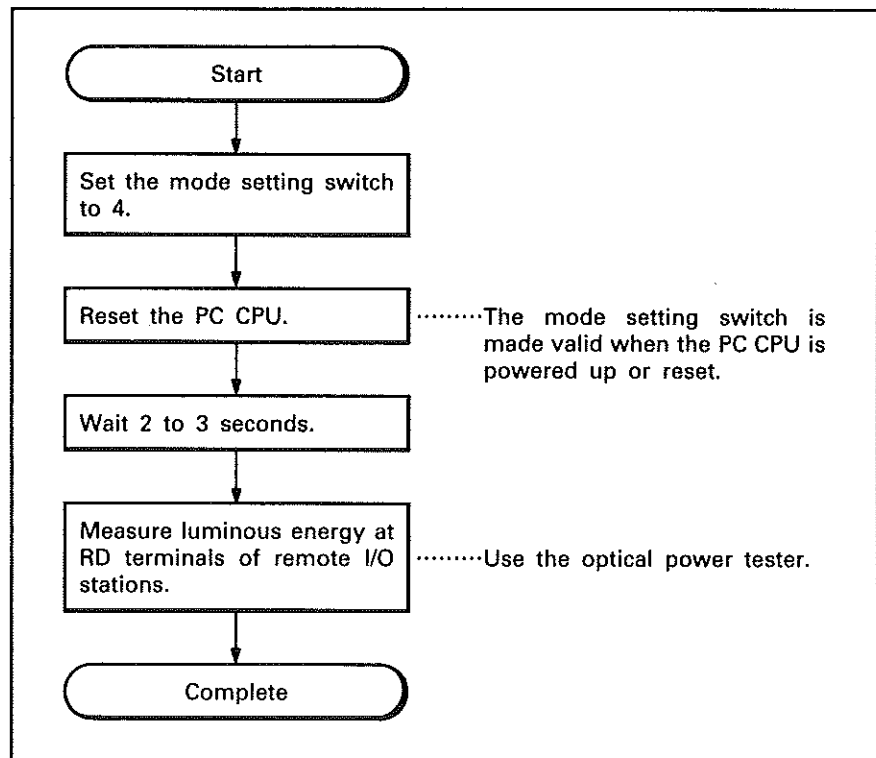 Start
Set the mode setting switch
to 4.
Reset the PC CPU.
·········The mode setting switch is
made valid when the PC CPU is
powered up or reset.
Wait 2 to 3 seconds.
Measure luminous energy at
RD terminals of remote I/O
stations.
·········Use the optical power tester.
Complete